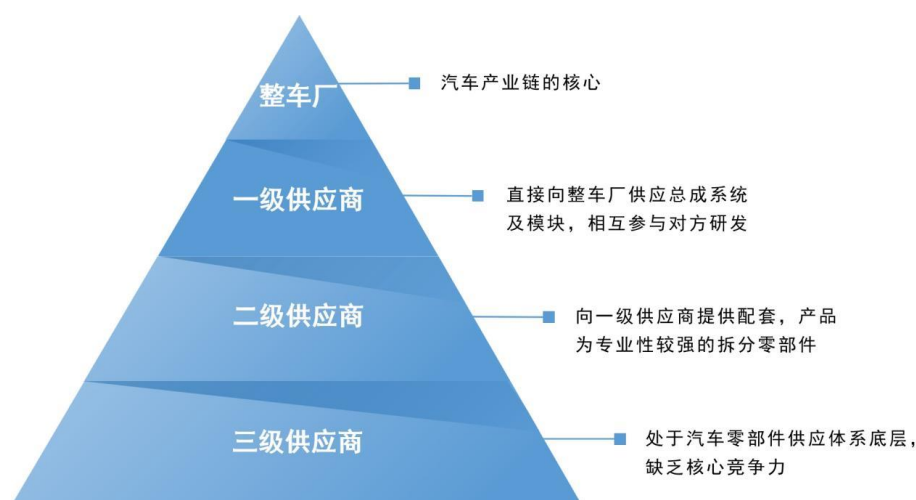 整车厂
汽车产业链的核心
一级供应商
直接向整车厂供应总成系统
及模块，相互参与对方研发
二级供应商
向一级供应商提供配套，产品
为专业性较强的拆分零部件
三级供应商
处于汽车零部件供应体系底层，
缺乏核心竞争力